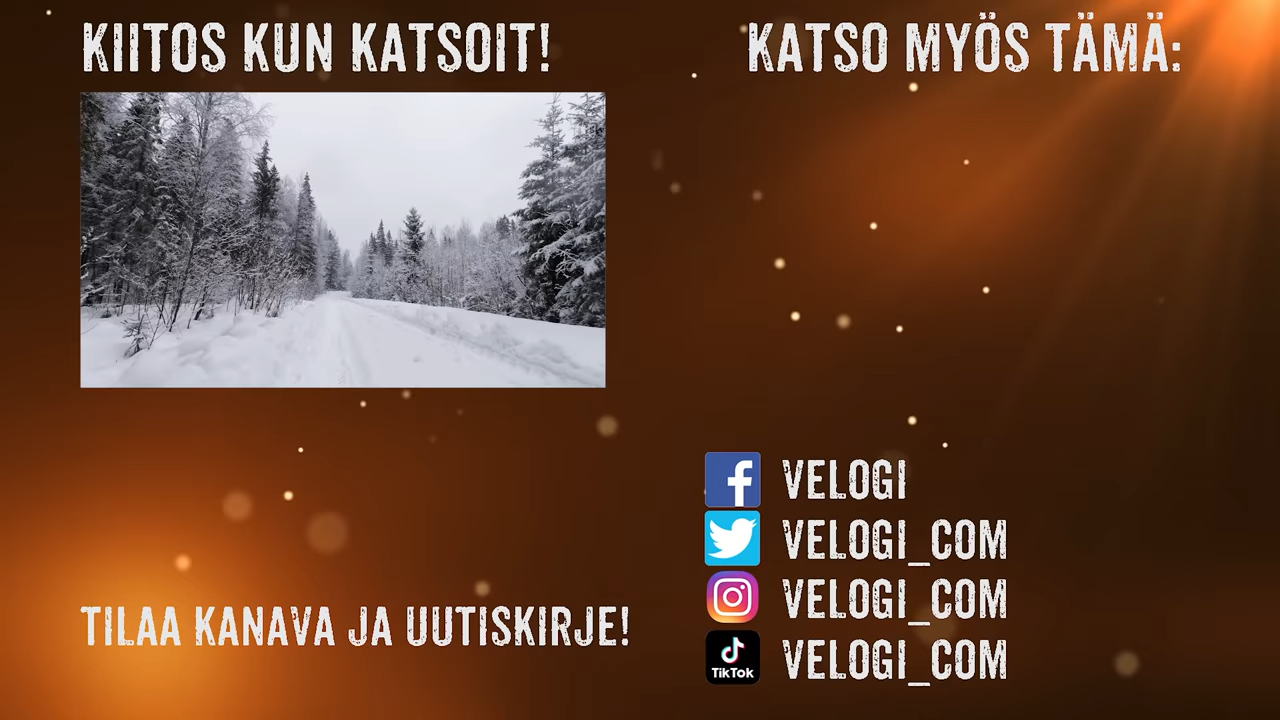 KIITOS KUN KATSOIT!
KATSO MYÖS TÄMÄ:
VELOGI
VELOGI_COM
VELOGI_COM
TikTok
VELOGI_COM
TILAA KANAVA JA UUTISKIRJE!